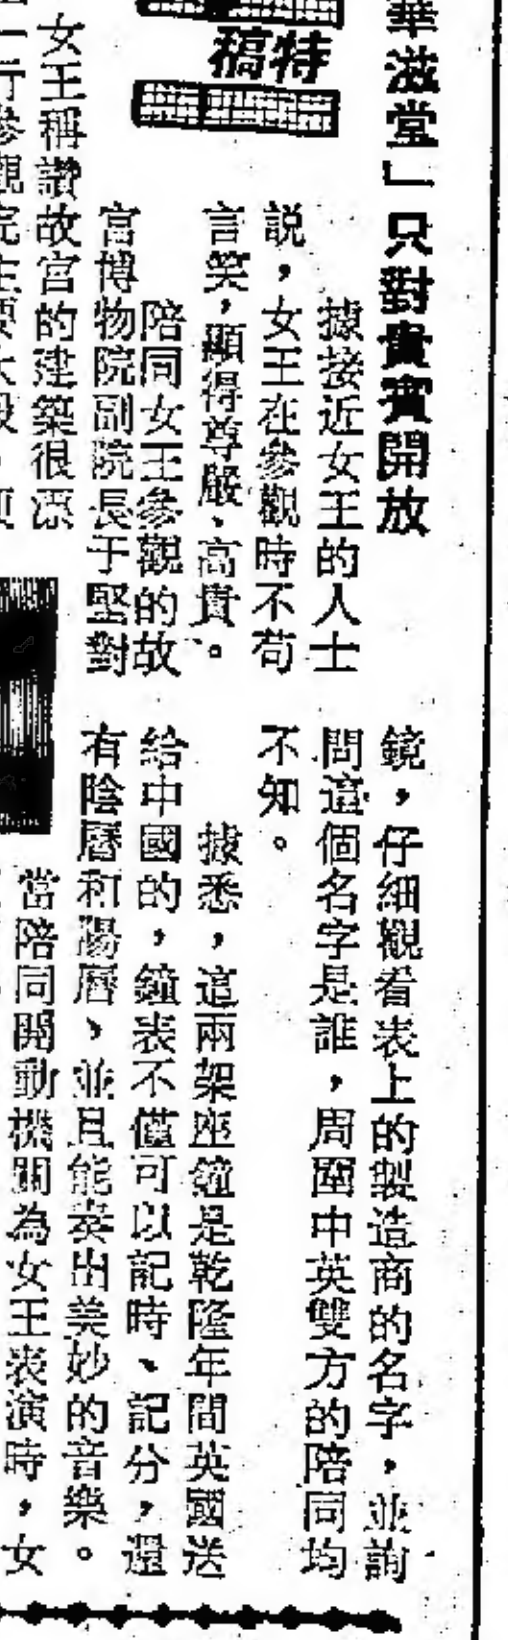 華滋堂」只對貴賓開放
特稿
據接近女王的人士
說，女王在參觀時不苟
言笑，顯得尊嚴、高貴。
陪同女王參觀的故
宮博物院副院長于堅對
女王稱讚故宮的建築很漂
鏡，仔細觀看表上的製造商的名字，並詢
問這個名字是誰，周圍中英雙方的陪同均
不知。
據悉，這兩架座鐘是乾隆年間英國送
給中國的，鐘表不僅可以記時、記分，還
有陰曆和陽曆、並且能奏出美妙的音樂。
當陪同開動機關為女王表演時，女